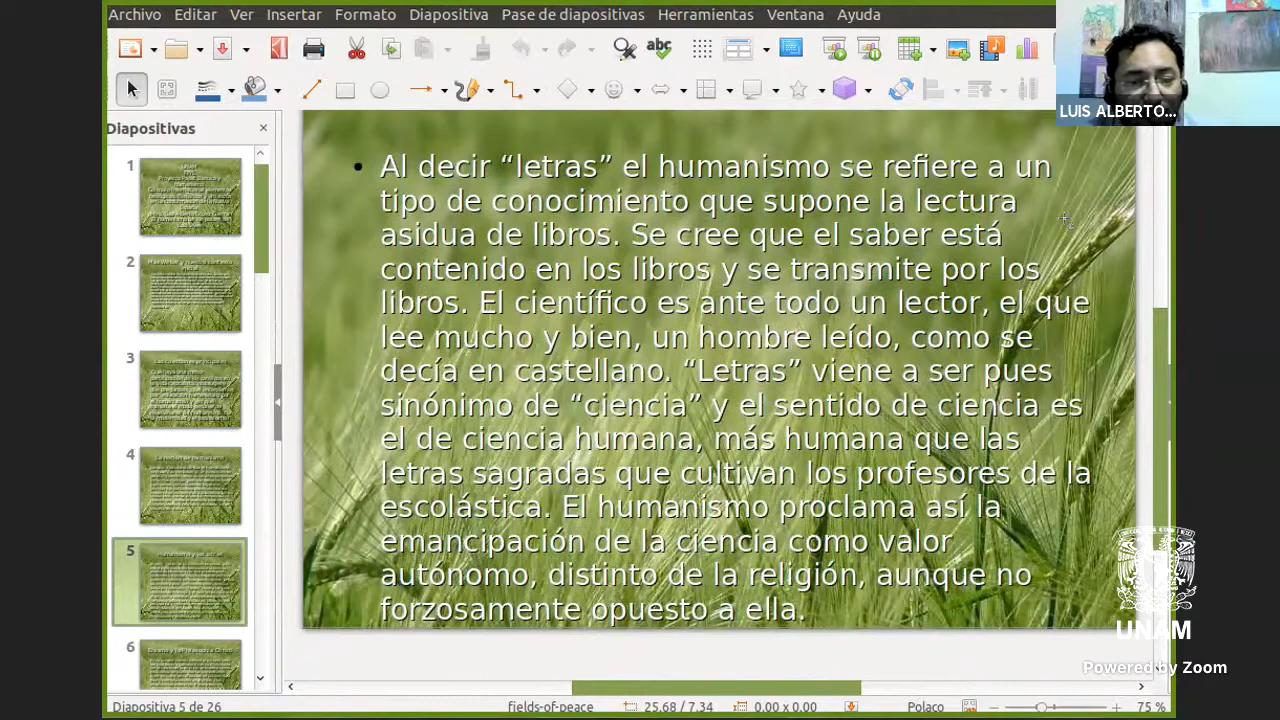 Archivo Editar Ver Insertar Formato Diapositiva Pase de diapositivas Herramientas Ventana Ayuda
abc
LUIS ALBERTO...
Diapositivas
1
2
3
4
5
6
Al decir “letras” el humanismo se refiere a un
tipo de conocimiento que supone la lectura
asidua de libros. Se cree que el saber está
contenido en los libros y se transmite por los
libros. El científico es ante todo un lector, el que
lee mucho y bien, un hombre leído, como se
decía en castellano. “Letras” viene a ser pues
sinónimo de “ciencia” y el sentido de ciencia es
el de ciencia humana, más humana que las
letras sagradas que cultivan los profesores de la
escolástica. El humanismo proclama así la
emancipación de la ciencia como valor
autónomo, distinto de la religión, aunque no
forzosamente opuesto a ella.
UNAM
Powered by Zoom
Diapositiva 5 de 26 fields-of-peace 25.68 / 7.34 0.00 x 0.00 Polaco 75 %